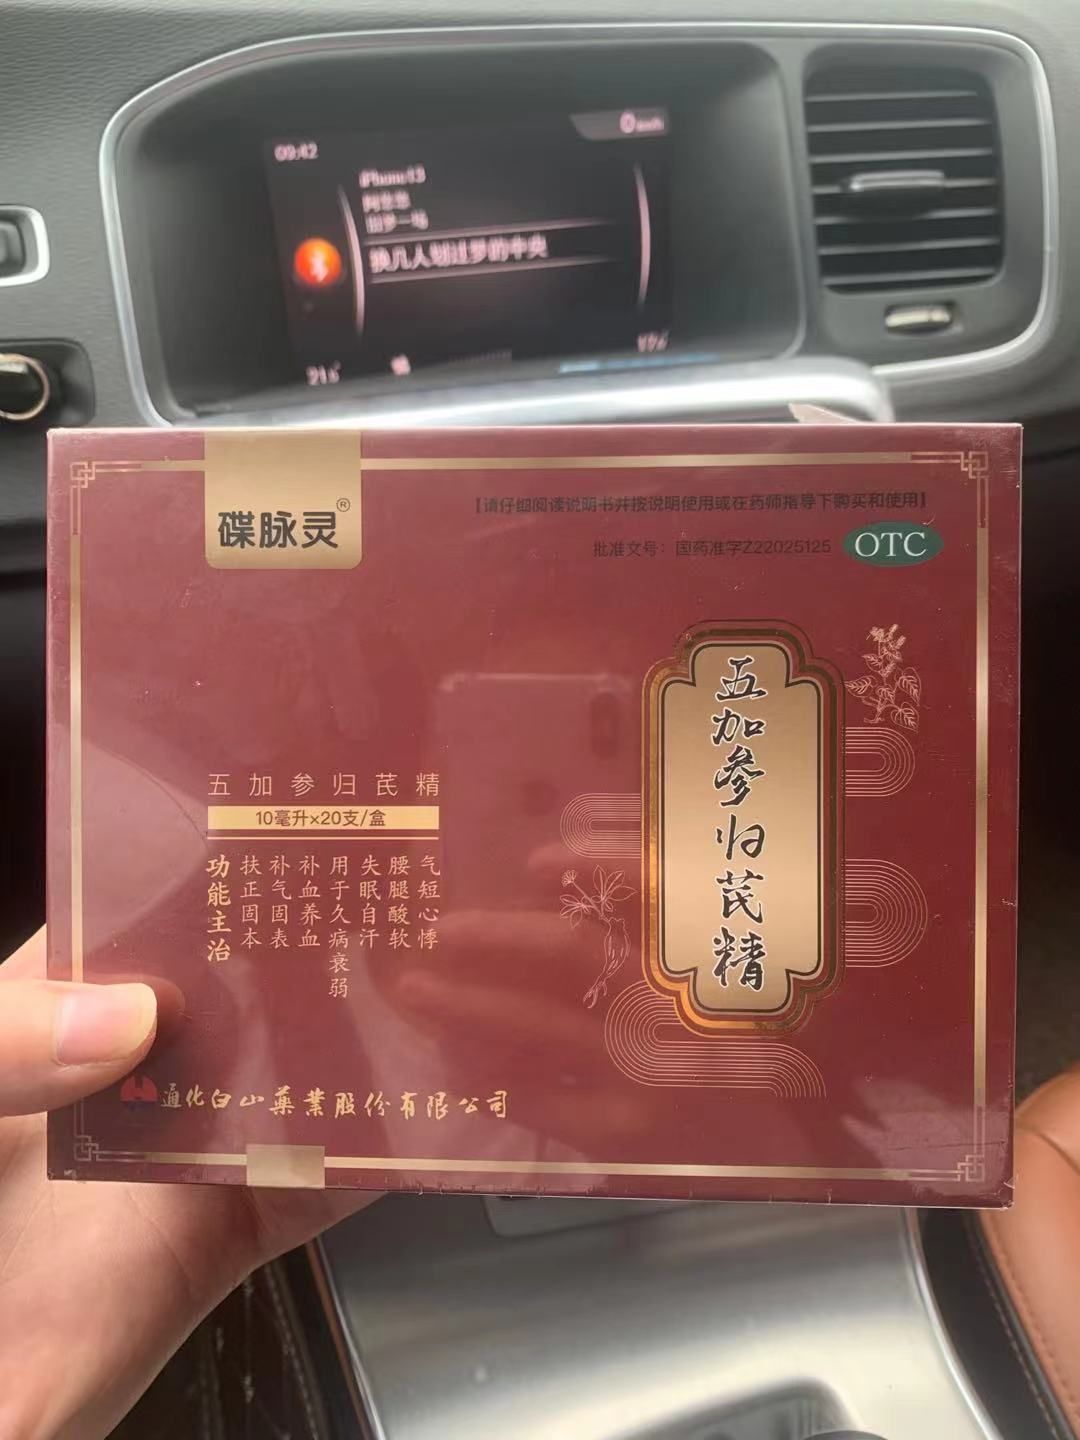 09:42
0 km/h
iPhone13
换几人划过梦的中央
21.5°
碟脉灵®
【请仔细阅读说明书并按说明使用或在药师指导下购买和使用】
批准文号：国药准字Z22025125
OTC
五加参归芪精
五加参归芪精
10毫升×20支/盒
功能主治
扶正固本
补气固表
补血养血
用于久病衰弱
失眠自汗
腰腿酸软
气短心悸
通化白山藥業股份有限公司